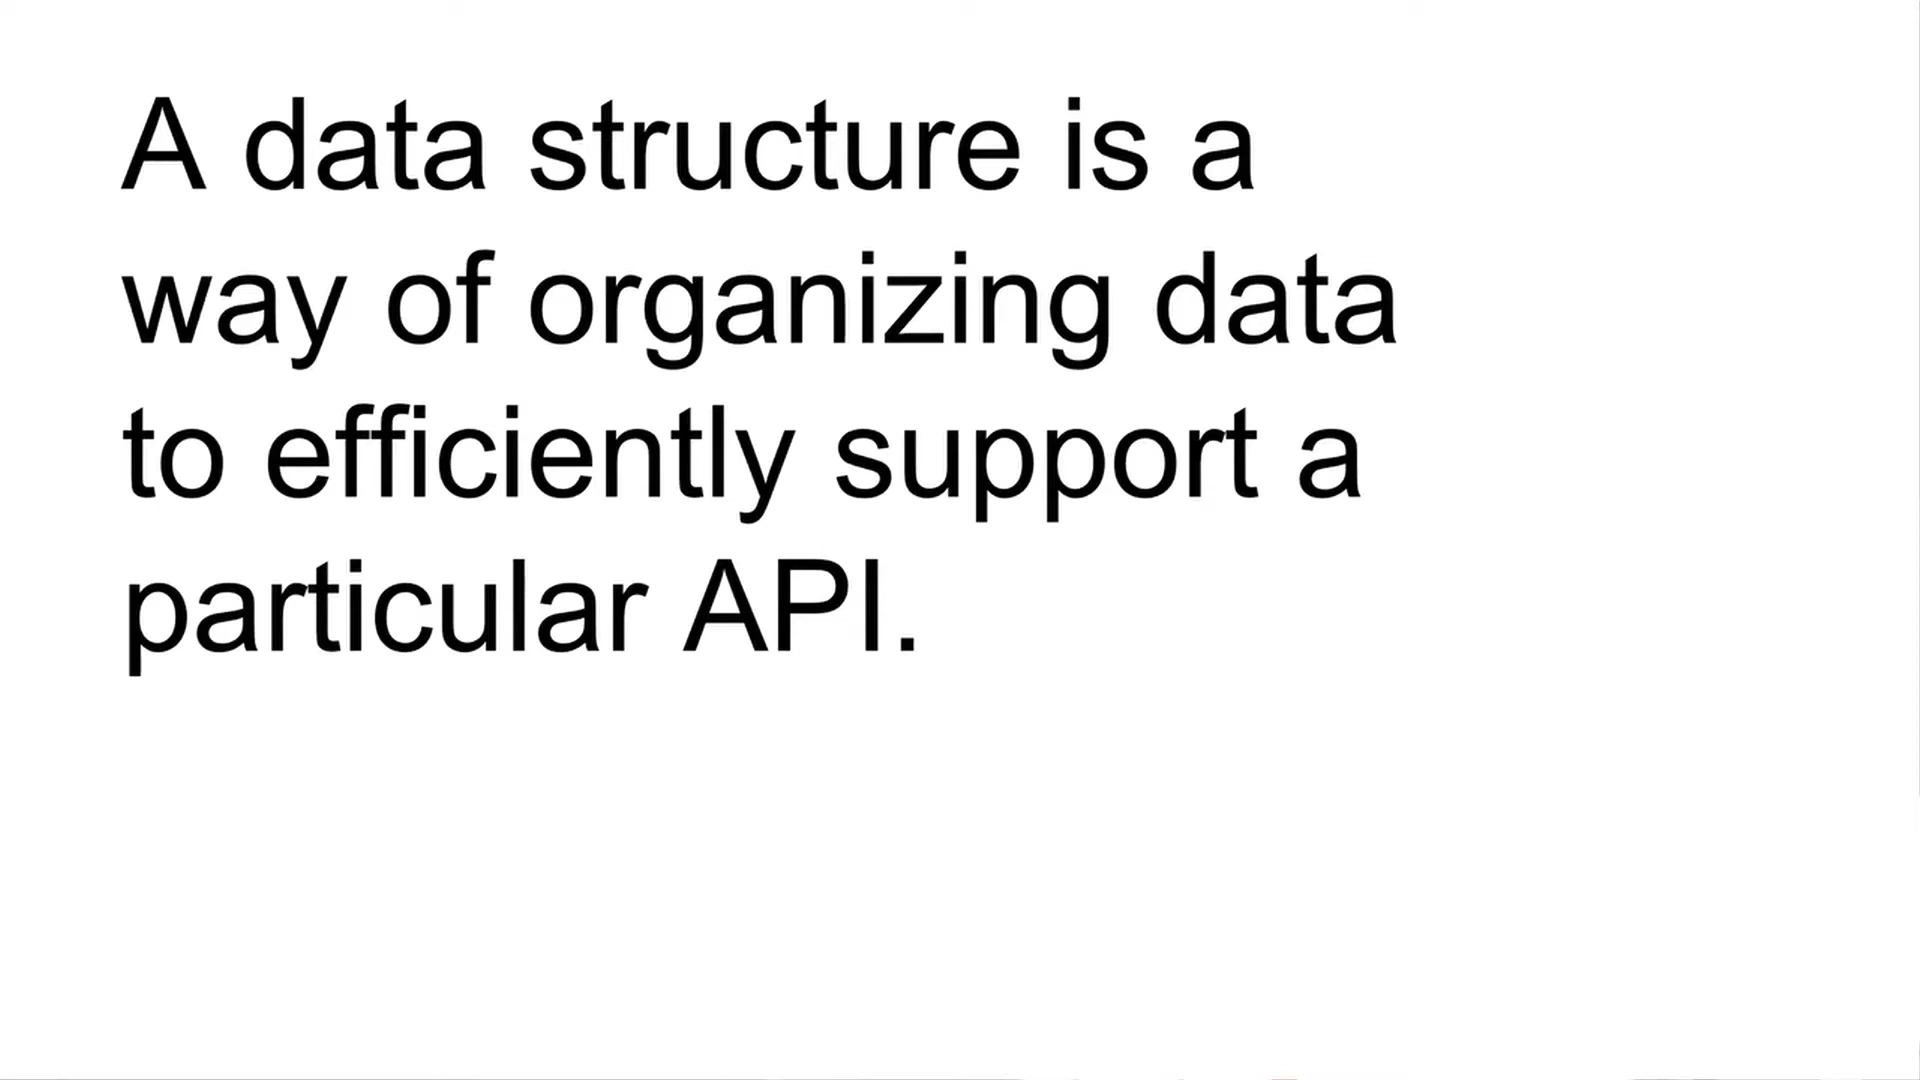 A data structure is a
way of organizing data
to efficiently support a
particular API.